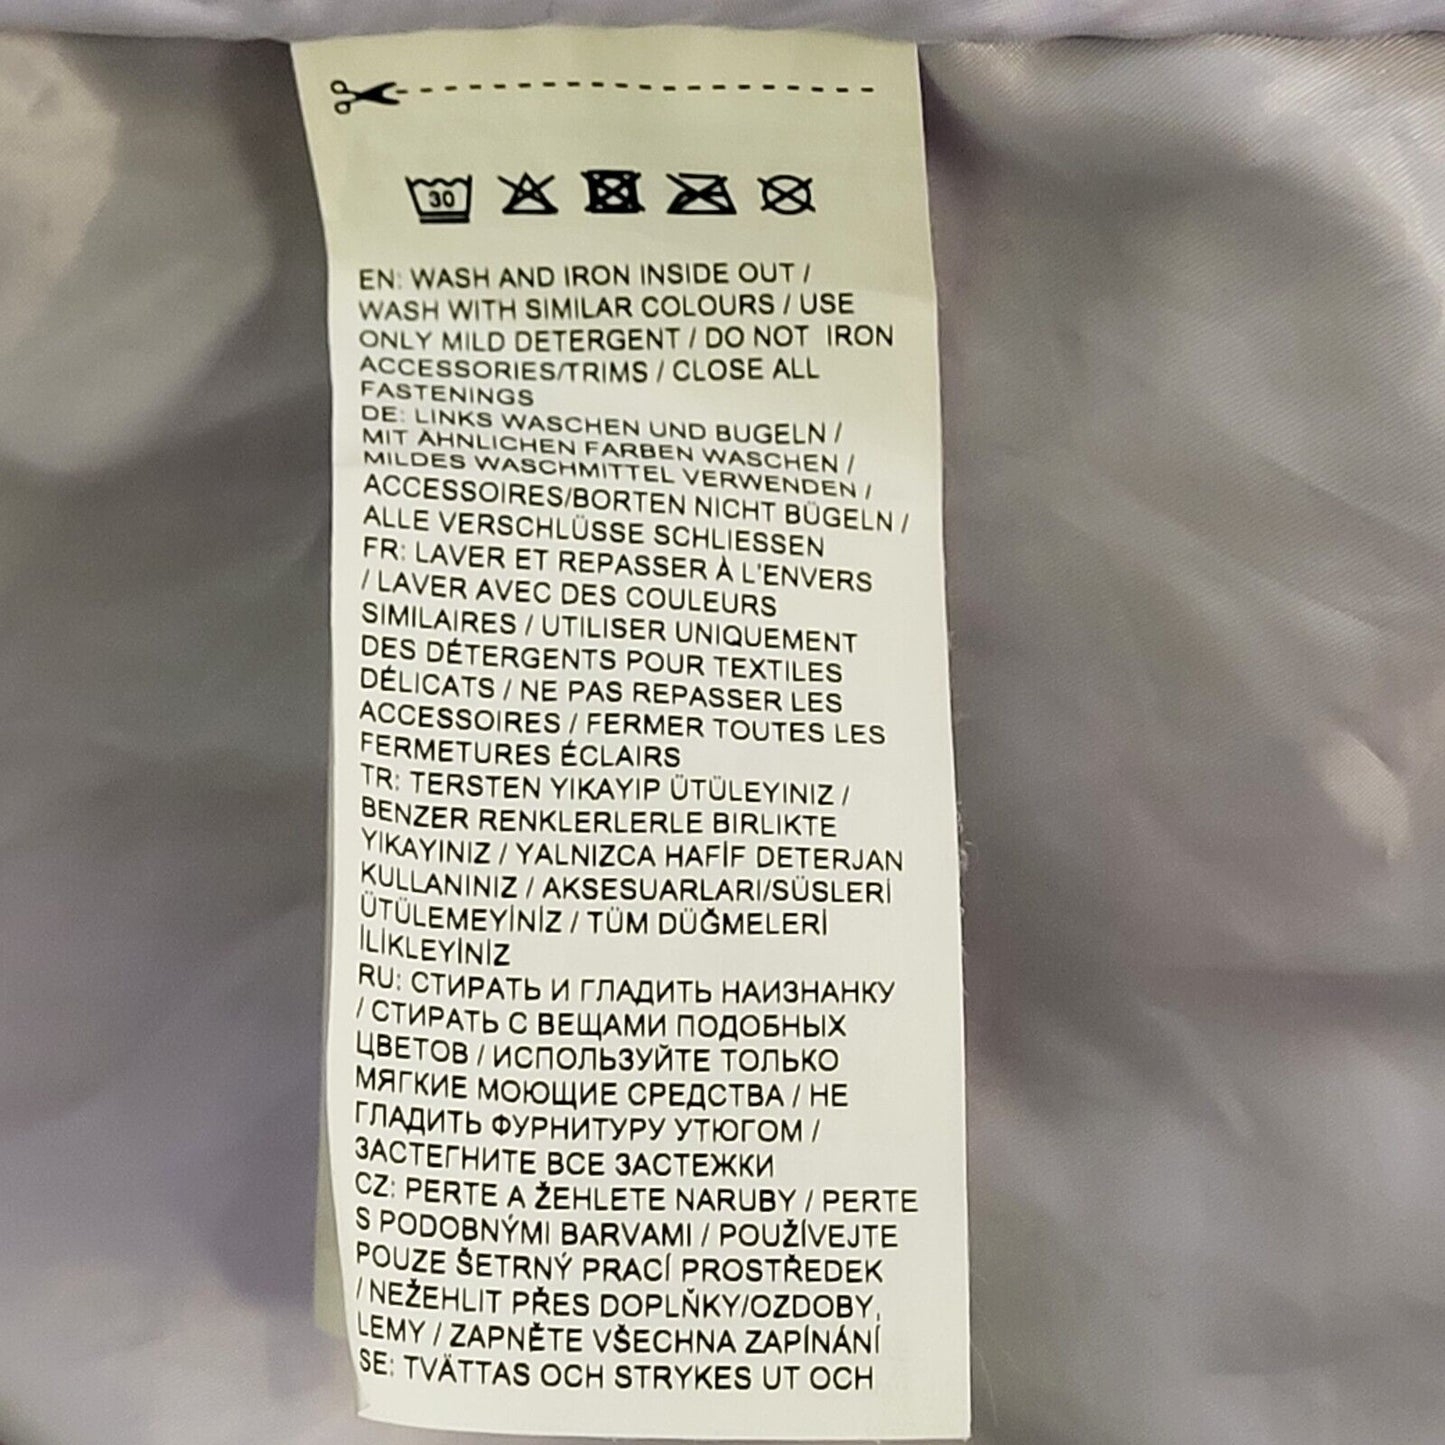 30
EN: WASH AND IRON INSIDE OUT /
WASH WITH SIMILAR COLOURS / USE
ONLY MILD DETERGENT / DO NOT IRON
ACCESSORIES/TRIMS / CLOSE ALL
FASTENINGS
DE: LINKS WASCHEN UND BUGELN /
MIT ÄHNLICHEN FARBEN WASCHEN /
MILDES WASCHMITTEL VERWENDEN /
ACCESSOIRES/BORTEN NICHT BÜGELN /
ALLE VERSCHLÜSSE SCHLIESSEN
FR: LAVER ET REPASSER À L'ENVERS
/ LAVER AVEC DES COULEURS
SIMILAIRES / UTILISER UNIQUEMENT
DES DÉTERGENTS POUR TEXTILES
DÉLICATS / NE PAS REPASSER LES
ACCESSOIRES / FERMER TOUTES LES
FERMETURES ÉCLAIRS
TR: TERSTEN YIKAYIP ÜTÜLEYINIZ /
BENZER RENKLERLERLE BIRLIKTE
YIKAYINIZ / YALNIZCA HAFİF DETERJAN
KULLANINIZ / AKSESUARLARI/SÜSLERİ
ÜTÜLEMEYİNİZ / TÜM DÜĞMELERİ
İLİKLEYİNİZ
RU: СТИРАТЬ И ГЛАДИТЬ НАИЗНАНКУ
/ СТИРАТЬ С ВЕЩАМИ ПОДОБНЫХ
ЦВЕТОВ / ИСПОЛЬЗУЙТЕ ТОЛЬКО
МЯГКИЕ МОЮЩИЕ СРЕДСТВА / НЕ
ГЛАДИТЬ ФУРНИТУРУ УТЮГОМ /
ЗАСТЕГНИТЕ ВСЕ ЗАСТЕЖКИ
CZ: PERTE A ŽEHLETE NARUBY / PERTE
S PODOBNÝMI BARVAMI / POUŽÍVEJTE
POUZE ŠETRNÝ PRACÍ PROSTŘEDEK
/ NEŽEHLIT PŘES DOPLŇKY/OZDOBY,
LEMY / ZAPNĚTE VŠECHNA ZAPÍNÁNÍ
SE: TVÄTTAS OCH STRYKES UT OCH